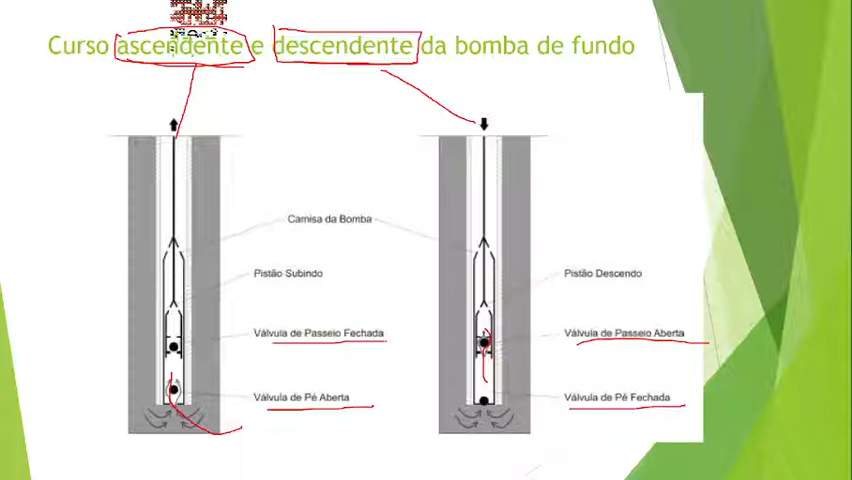 Curso ascendente e descendente da bomba de fundo
Camisa da Bomba
Pistão Subindo
Pistão Descendo
Válvula de Passeio Fechada
Válvula de Passeio Aberta
Válvula de Pé Aberta
Válvula de Pé Fechada